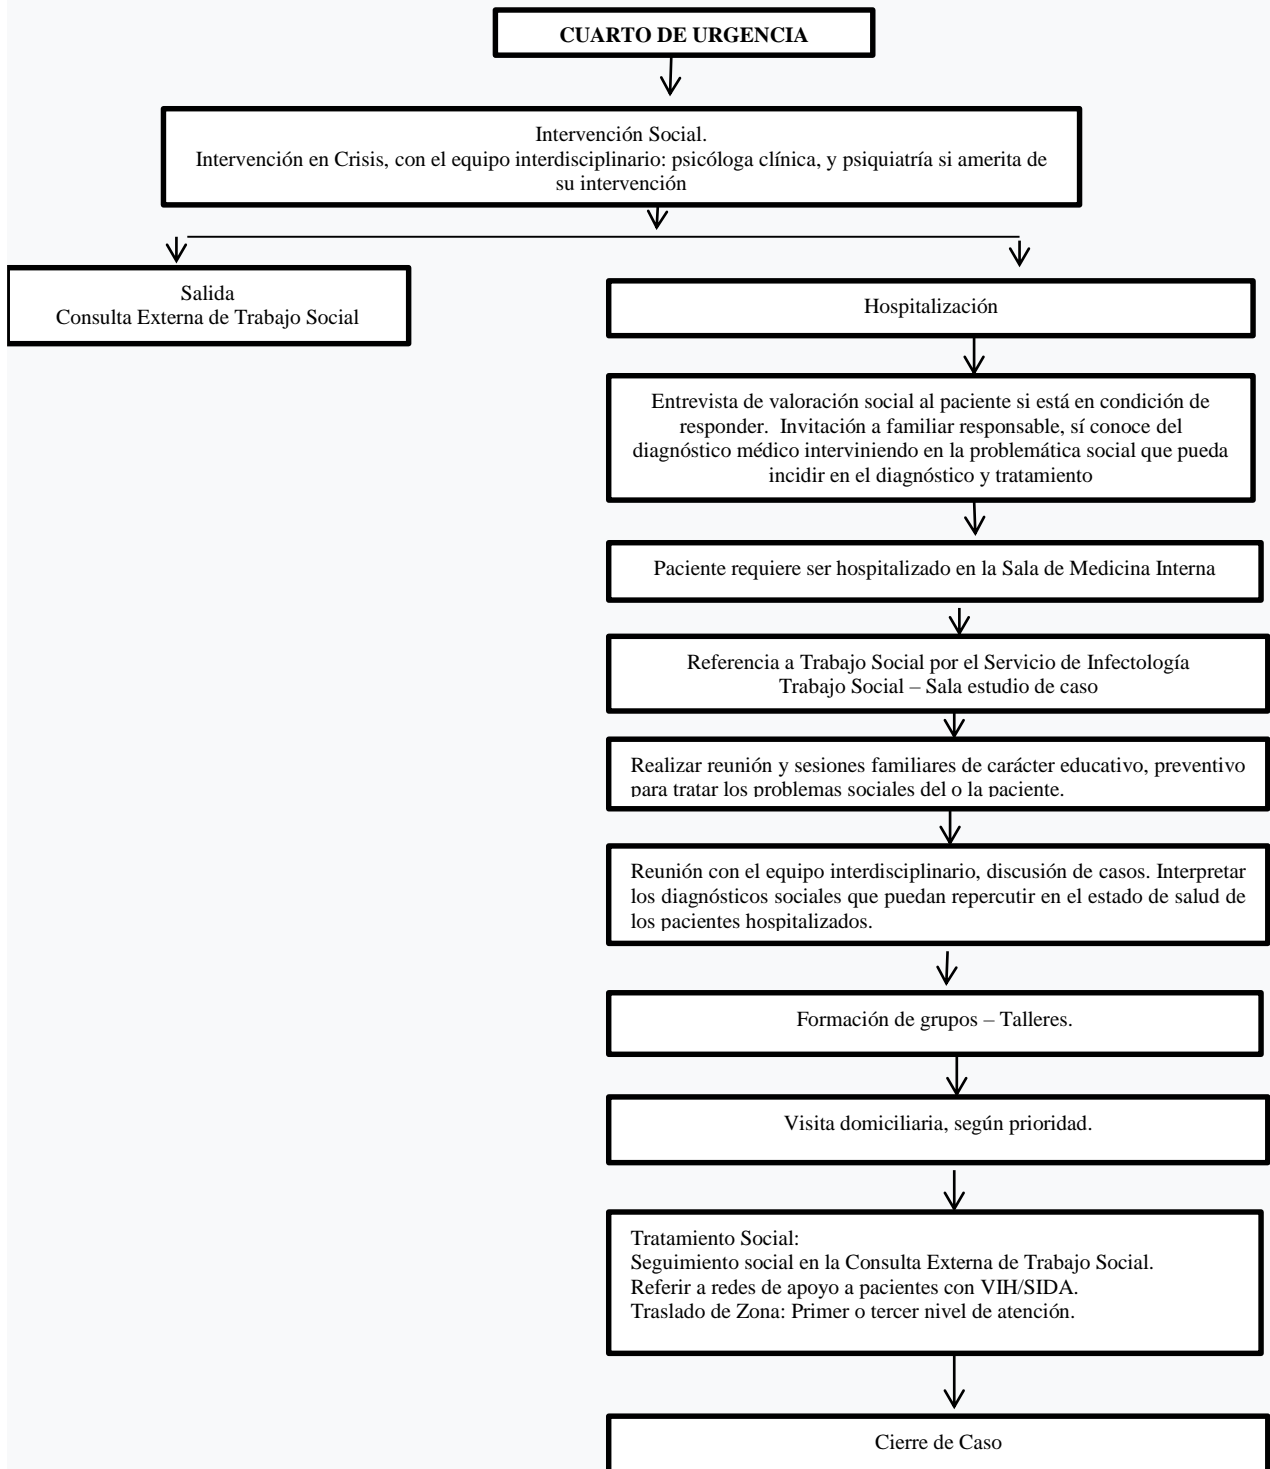 CUARTO DE URGENCIA
Intervención Social.
Intervención en Crisis, con el equipo interdisciplinario: psicóloga clínica, y psiquiatría si amerita de
su intervención
Salida
Consulta Externa de Trabajo Social
Hospitalización
Entrevista de valoración social al paciente si está en condición de
responder. Invitación a familiar responsable, sí conoce del
diagnóstico médico interviniendo en la problemática social que pueda
incidir en el diagnóstico y tratamiento
Paciente requiere ser hospitalizado en la Sala de Medicina Interna
Referencia a Trabajo Social por el Servicio de Infectología
Trabajo Social – Sala estudio de caso
Realizar reunión y sesiones familiares de carácter educativo, preventivo
para tratar los problemas sociales del o la paciente.
Reunión con el equipo interdisciplinario, discusión de casos. Interpretar
los diagnósticos sociales que puedan repercutir en el estado de salud de
los pacientes hospitalizados.
Formación de grupos – Talleres.
Visita domiciliaria, según prioridad.
Tratamiento Social:
Seguimiento social en la Consulta Externa de Trabajo Social.
Referir a redes de apoyo a pacientes con VIH/SIDA.
Traslado de Zona: Primer o tercer nivel de atención.
Cierre de Caso